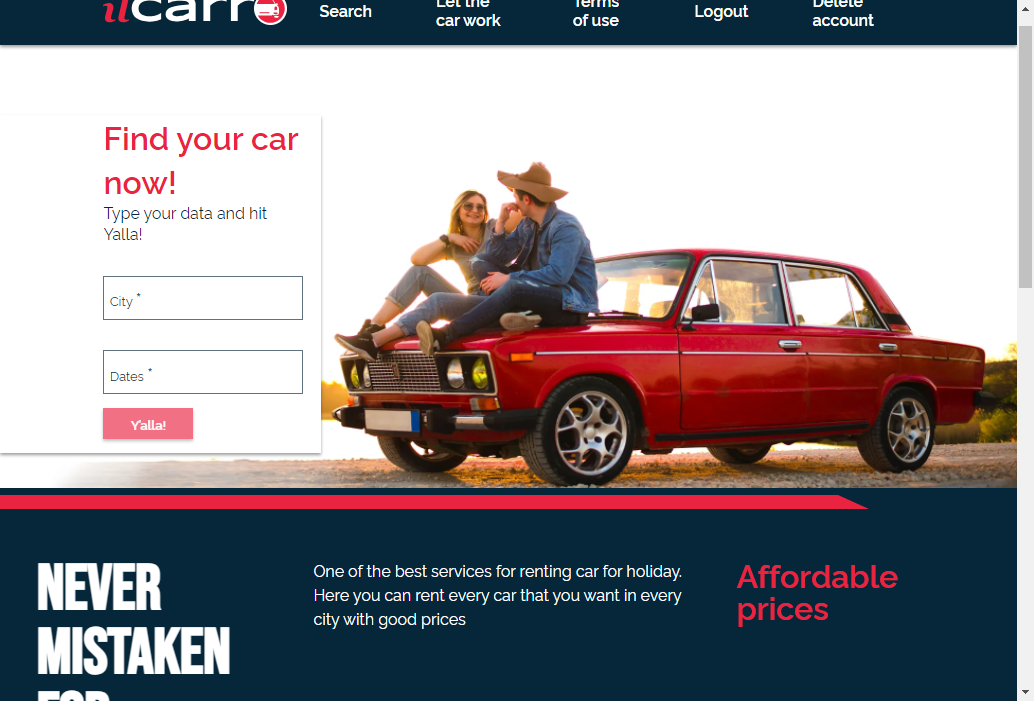 ilcarro
Search
Let the
car work
Terms
of use
Logout
Delete
account
Find your car
now!
Type your data and hit
Yalla!
City *
Dates *
Y'alla!
NEVER
MISTAKEN
FOR
One of the best services for renting car for holiday.
Here you can rent every car that you want in every
city with good prices
Affordable
prices